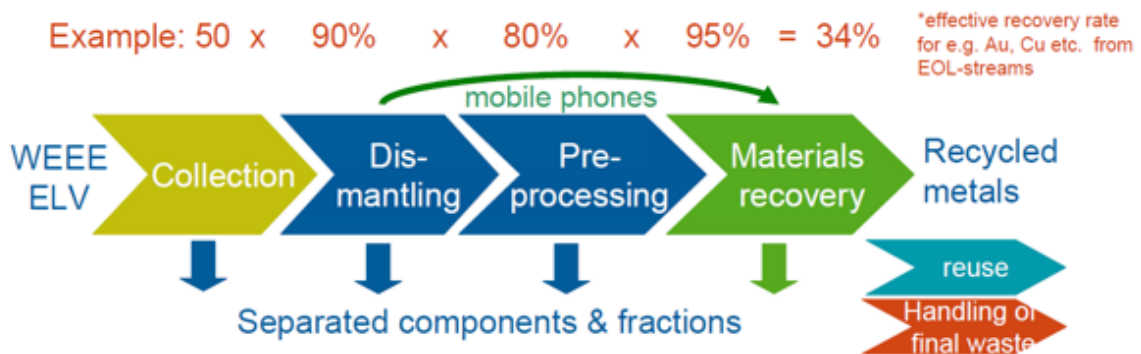 Example: 50 x 90% x 80% x 95% = 34%
*effective recovery rate
for e.g. Au, Cu etc. from
EOL-streams
mobile phones
WEEE
ELV
Collection
Dis-
mantling
Pre-
processing
Materials
recovery
Recycled
metals
reuse
Handling of
final waste
Separated components & fractions